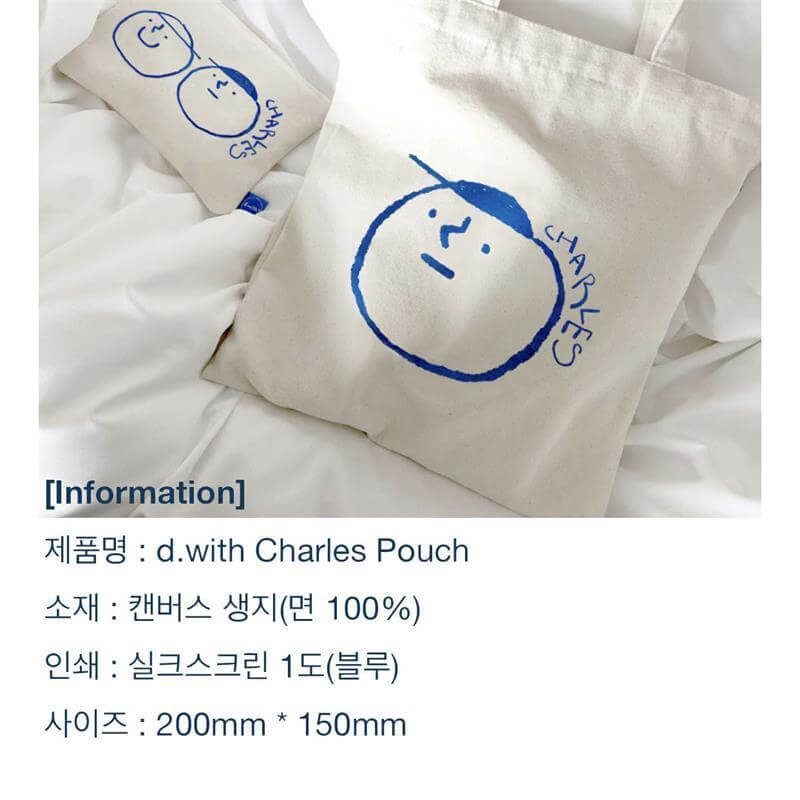 CHARLES
d.with
CHARLES
[Information]
제품명 : d.with Charles Pouch
소재 : 캔버스 생지(면 100%)
인쇄 : 실크스크린 1도(블루)
사이즈 : 200mm * 150mm